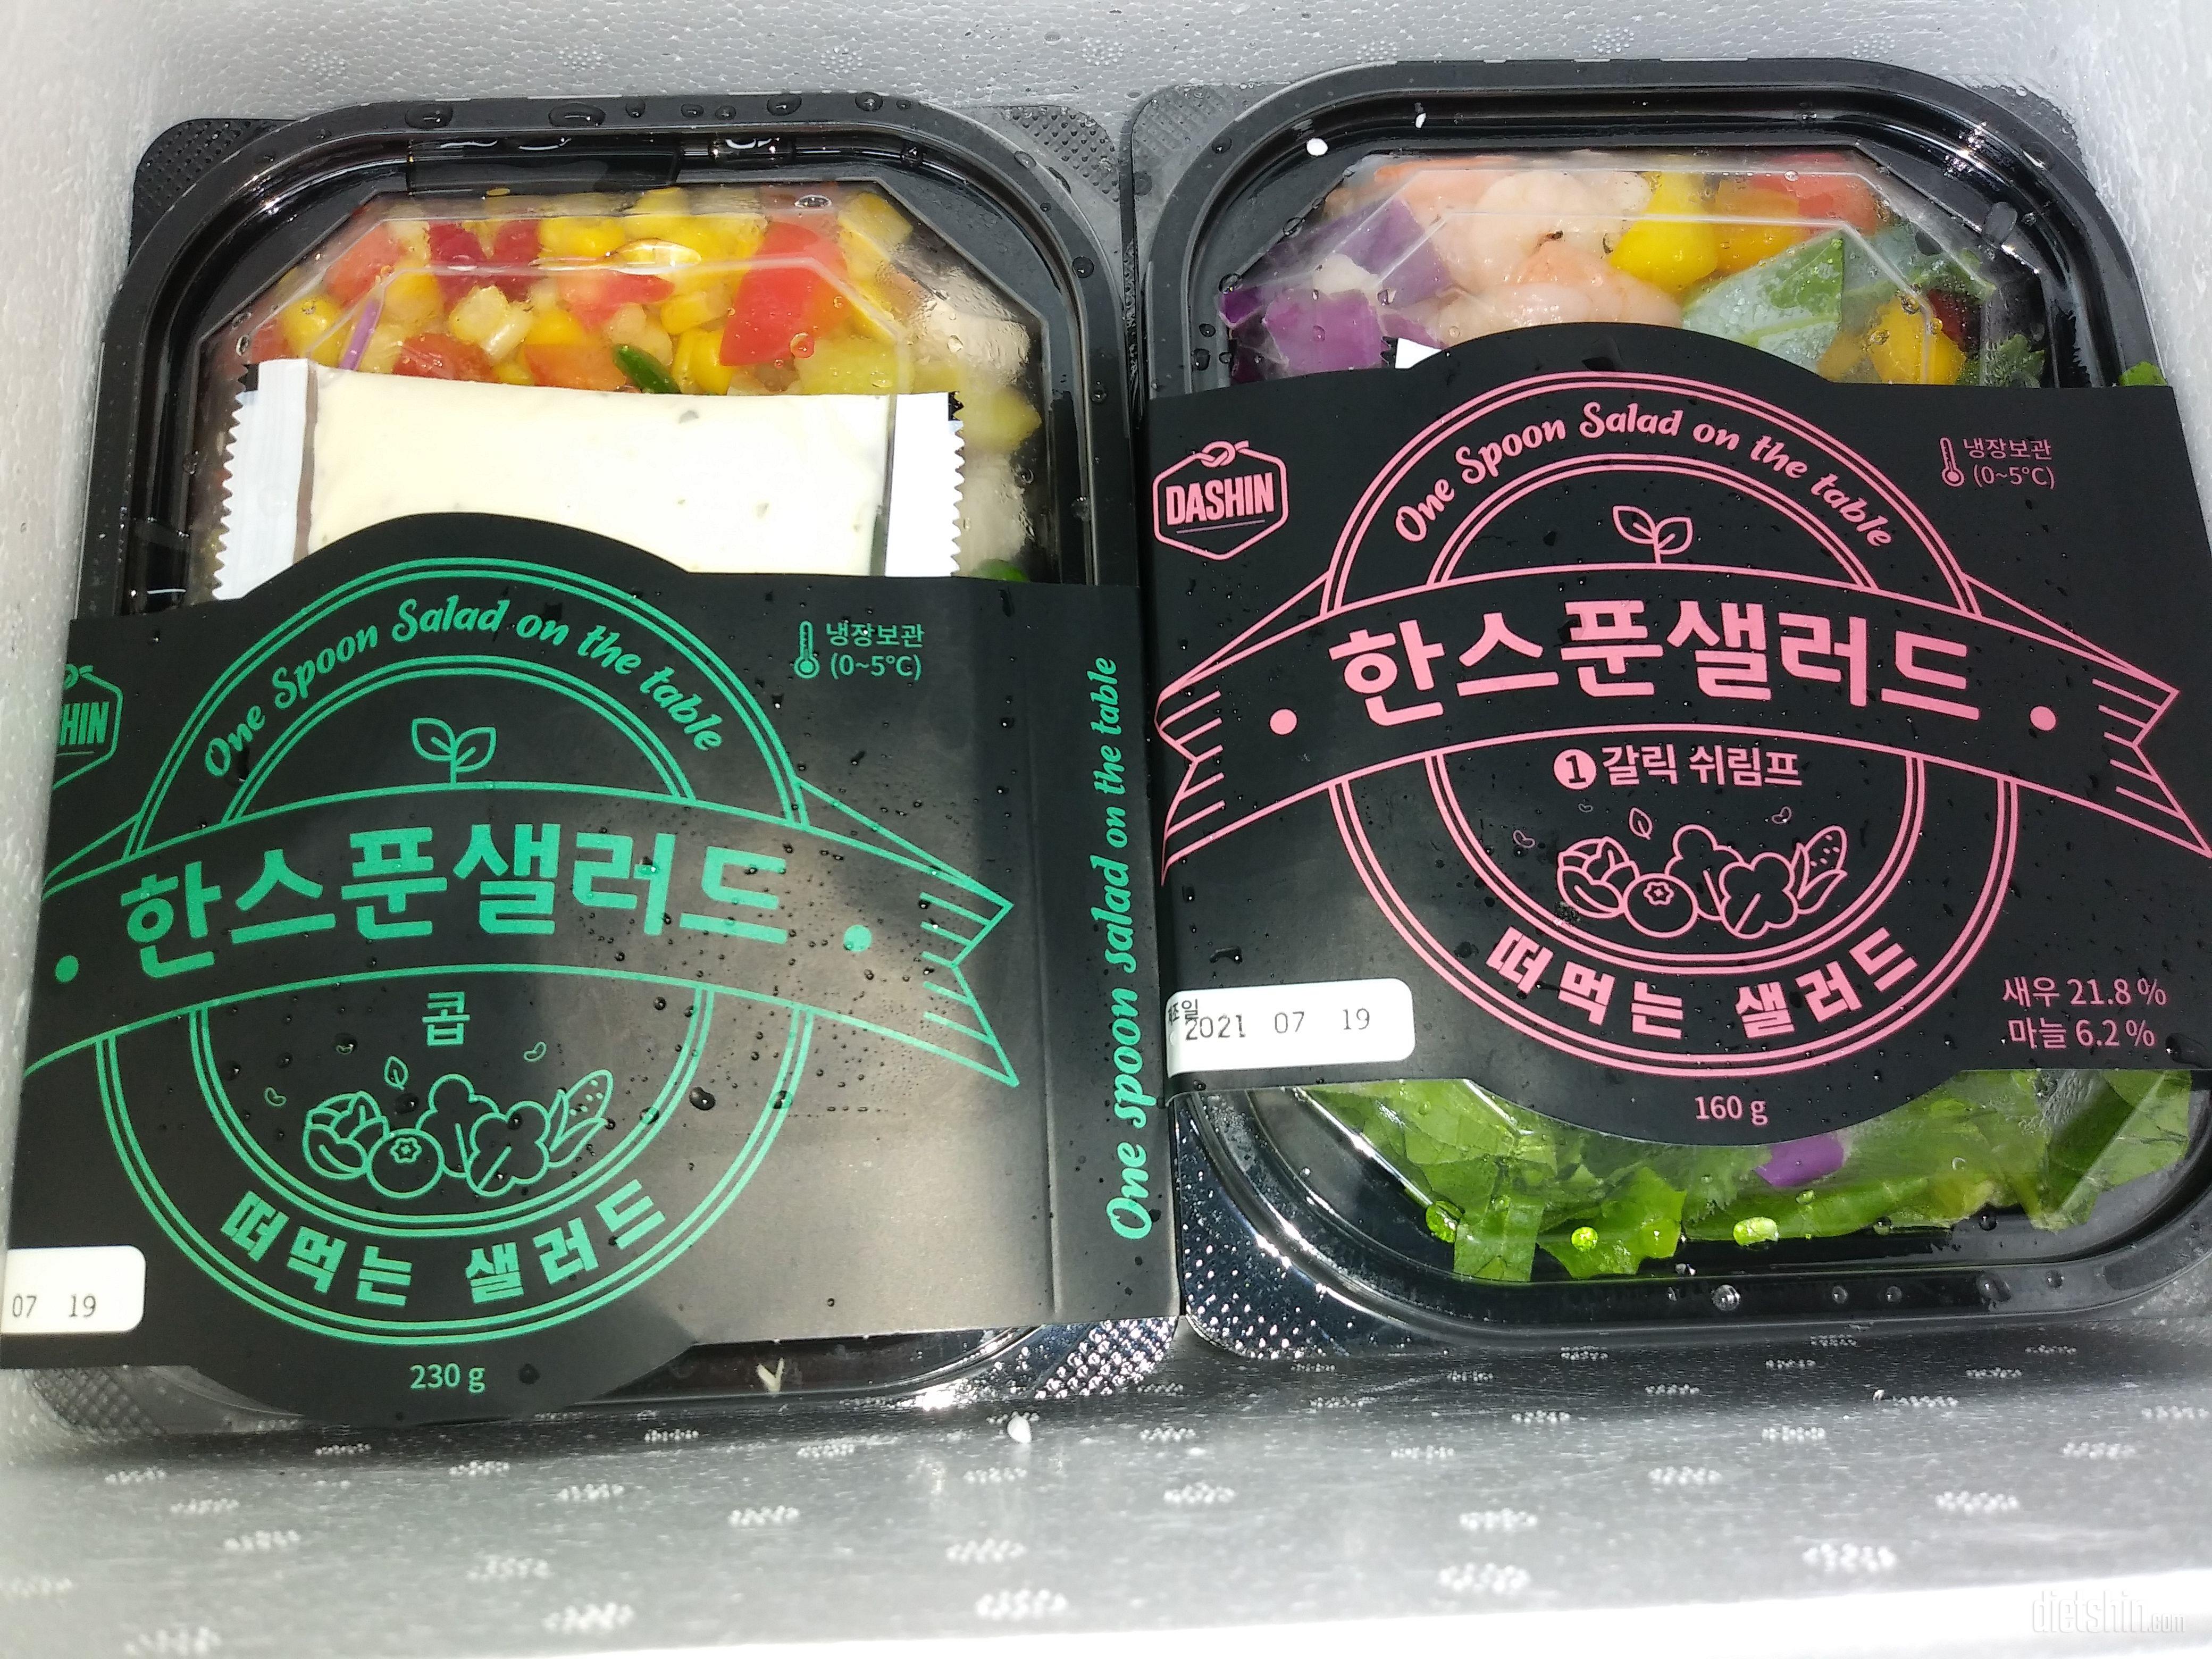 One Spoon Salad on the table
냉장보관
(0~5℃)
HIN
한스푼샐러드
콥
떠먹는 샐러드
07 19
230 g
One spoon salad on the table
DASHIN
One Spoon Salad on the table
냉장보관
(0~5℃)
한스푼샐러드
1 갈릭 쉬림프
떠먹는 샐러드
새우 21.8 %
마늘 6.2 %
2021 07 19
160 g
dietshin.com